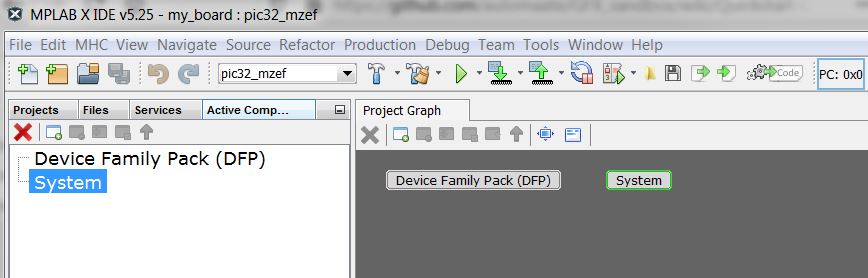 MPLAB X IDE v5.25 - my_board : pic32_mzef
File Edit MHC View Navigate Source Refactor Production Debug Team Tools Window Help
pic32_mzef
Code
PC: 0x0
Projects Files Services Active Comp...
Project Graph
Device Family Pack (DFP)
System
Device Family Pack (DFP) System